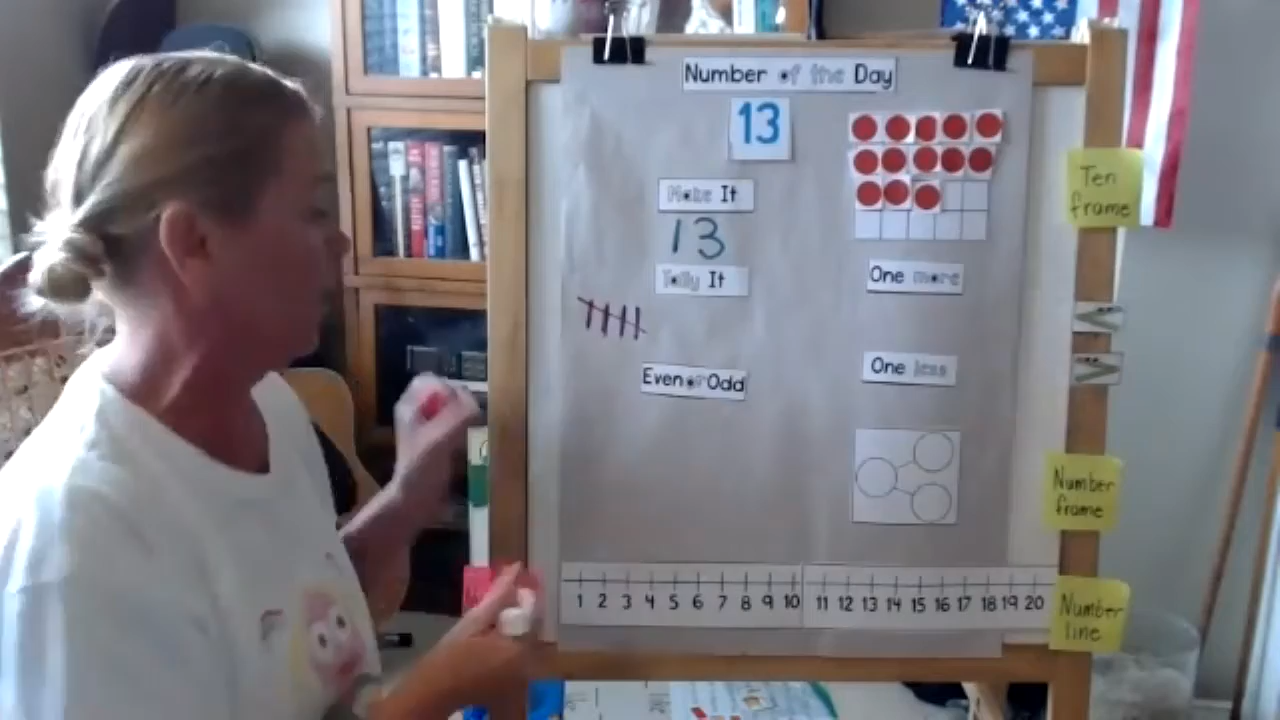 Number of the Day
13
Make It
13
Tally It
Even or Odd
One more
One less
Ten
frame
Number
frame
Number
line
1 2 3 4 5 6 7 8 9 10 11 12 13 14 15 16 17 18 19 20